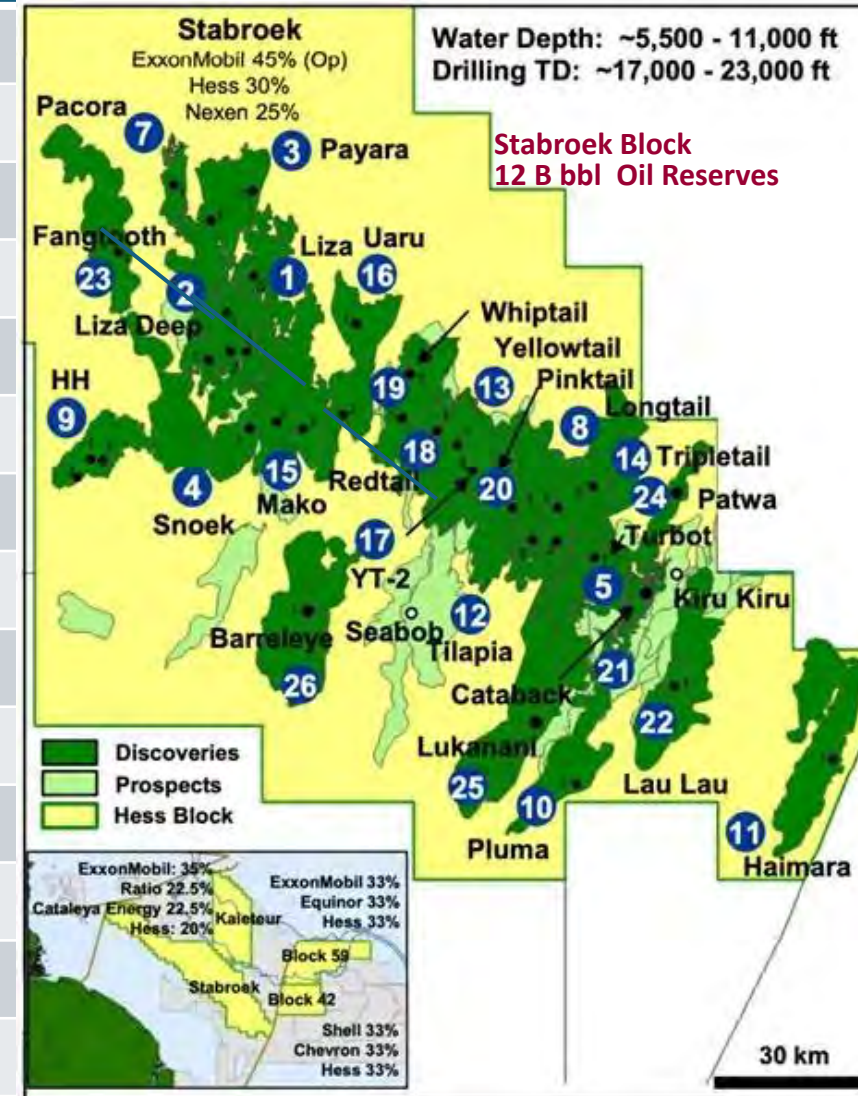 Stabroek
ExxonMobil 45% (Op)
Hess 30%
Nexen 25%
Water Depth: ~5,500 - 11,000 ft
Drilling TD: ~17,000 - 23,000 ft
Stabroek Block
12 B bbl Oil Reserves
Pacora
7
3 Payara
Fangtooth
23
2
Liza Deep
1
Liza
Uaru
16
Whiptail
Yellowtail
19
13
Pinktail
HH
9
8
Longtail
18
14 Tripletail
4
Snoek
15
Mako
Redtail
20
24
Patwa
Turbot
17
YT-2
5
Kiru Kiru
Barreleye
Seabob
12
Tilapia
26
Cataback
21
22
Lukanani
25
Lau Lau
10
Pluma
11
Haimara
Discoveries
Prospects
Hess Block
ExxonMobil: 35%
Ratio 22.5%
Cataleya Energy 22.5%
Hess: 20%
Kaieteur
ExxonMobil 33%
Equinor 33%
Hess 33%
Block 59
Stabroek
Block 42
Shell 33%
Chevron 33%
Hess 33%
30 km